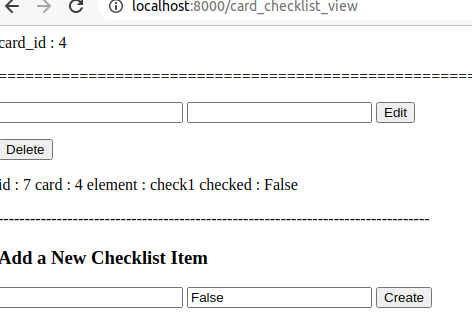 localhost:8000/card_checklist_view
card_id : 4
================================================================
Edit
Delete
id : 7 card : 4 element : check1 checked : False
--------------------------------------------------------------------------------------
Add a New Checklist Item
False Create